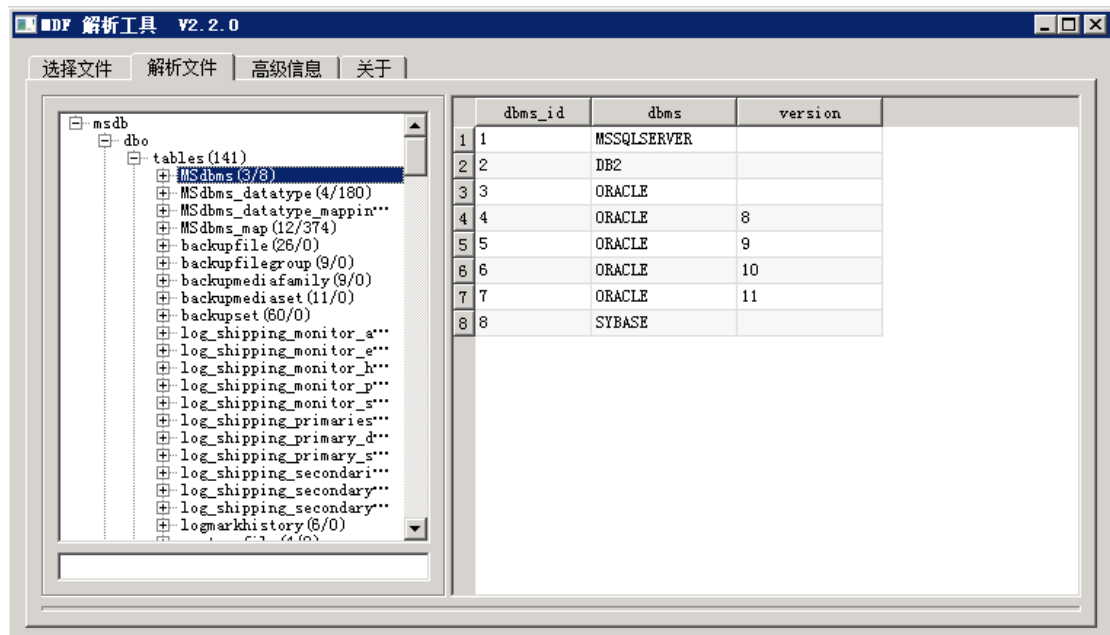 MDF 解析工具 V2.2.0
选择文件 解析文件 高级信息 关于
msdb
dbo
tables(141)
MSdbms(3/8)
MSdbms_datatype(4/180)
MSdbms_datatype_mappin···
MSdbms_map(12/374)
backupfile(26/0)
backupfilegroup(9/0)
backupmediafamily(9/0)
backupmediaset(11/0)
backupset(60/0)
log_shipping_monitor_a···
log_shipping_monitor_e···
log_shipping_monitor_h···
log_shipping_monitor_p···
log_shipping_monitor_s···
log_shipping_primaries···
log_shipping_primary_d···
log_shipping_primary_s···
log_shipping_secondari···
log_shipping_secondary···
log_shipping_secondary···
logmarkhistory(6/0)
dbms_id dbms version
1 1 MSSQLSERVER
2 2 DB2
3 3 ORACLE
4 4 ORACLE 8
5 5 ORACLE 9
6 6 ORACLE 10
7 7 ORACLE 11
8 8 SYBASE